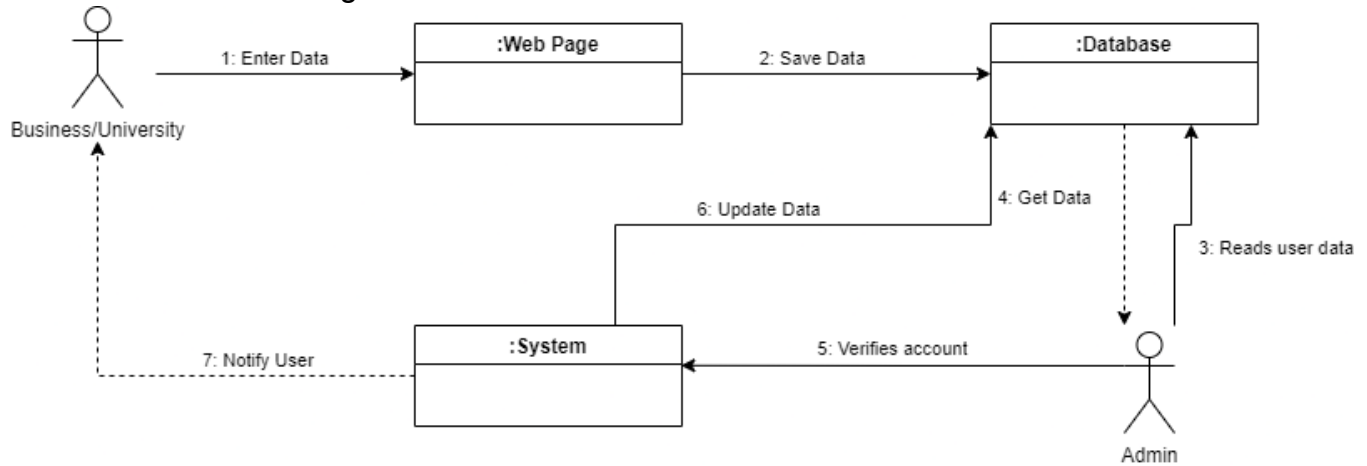 :Web Page
:Database
1: Enter Data
2: Save Data
Business/University
6: Update Data
4: Get Data
3: Reads user data
:System
5: Verifies account
7: Notify User
Admin